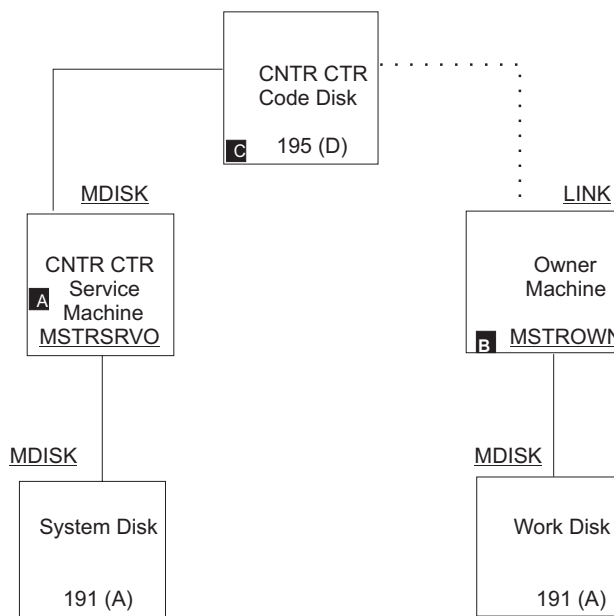 CNTR CTR
Code Disk
C 195 (D)
MDISK
LINK
CNTR CTR
A Service
Machine
MSTRSRVO
Owner
Machine
B MSTROWN
MDISK
MDISK
System Disk
191 (A)
Work Disk
191 (A)